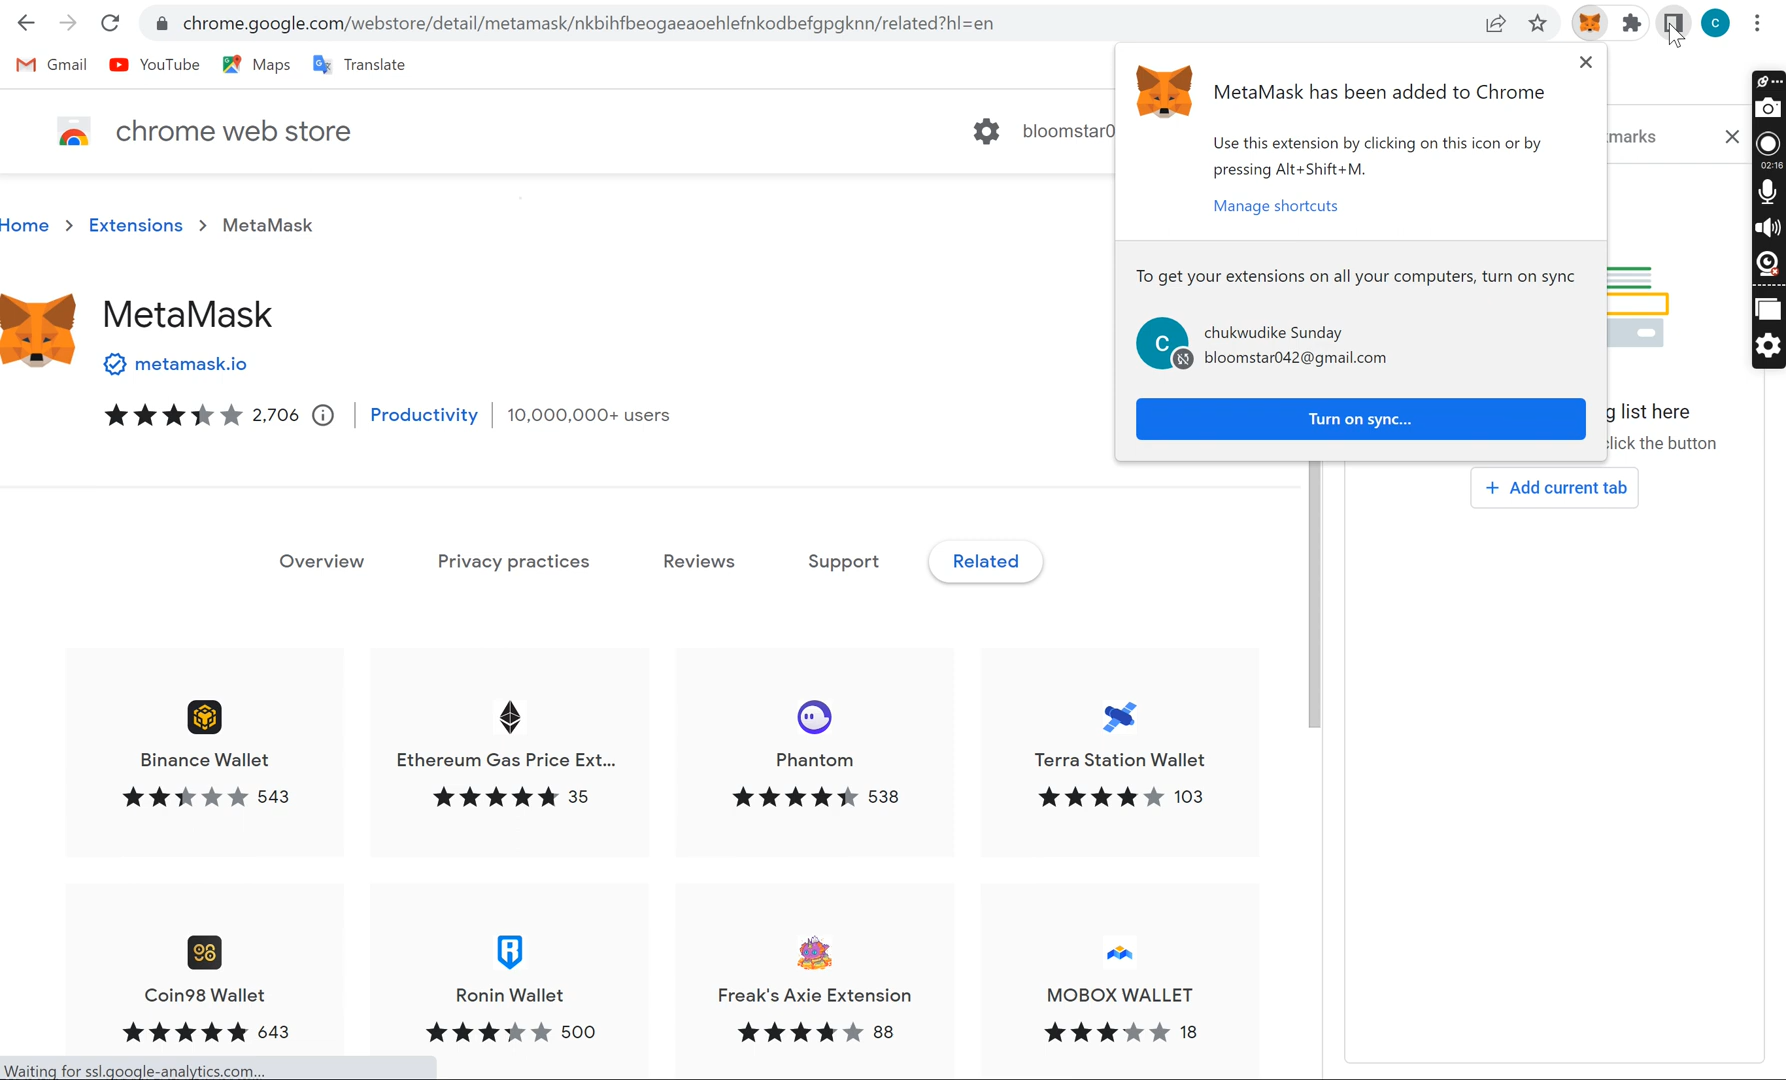 chrome.google.com/webstore/detail/metamask/nkbihfbeogaeaoehlefnkodbefgpgknn/related?hl=en
C
Gmail
YouTube
Maps
Translate
chrome web store
bloomstar0
MetaMask has been added to Chrome
Use this extension by clicking on this icon or by
pressing Alt+Shift+M.
Manage shortcuts
To get your extensions on all your computers, turn on sync
C
chukwudike Sunday
bloomstar042@gmail.com
Turn on sync...
marks
g list here
click the button
+ Add current tab
02:16
Home > Extensions > MetaMask
MetaMask
metamask.io
2,706
Productivity
10,000,000+ users
Overview
Privacy practices
Reviews
Support
Related
Binance Wallet
543
Ethereum Gas Price Ext...
35
Phantom
538
Terra Station Wallet
103
98
Coin98 Wallet
643
R
Ronin Wallet
500
Freak's Axie Extension
88
MOBOX WALLET
18
Waiting for ssl.google-analytics.com...